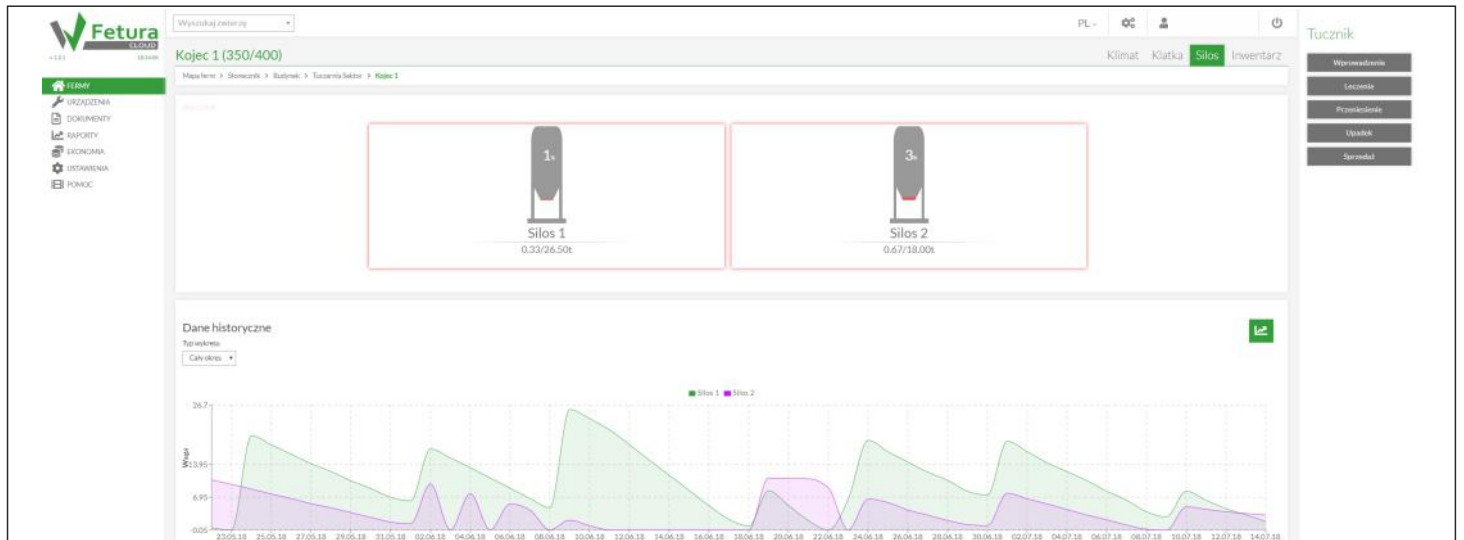 Fetura
CLOUD
Wyszukaj zwierzę
PL
Kojec 1 (350/400)
Klimat Klatka Silos Inwentarz
Mapa ferm > Słonecznik > Budynek > Tuczarnia Sektor > Kojec 1
FERMY
URZĄDZENIA
DOKUMENTY
RAPORTY
EKONOMIA
USTAWIENIA
POMOC
1%
Silos 1
0.33/26.50t
3%
Silos 2
0.67/18.00t
Tucznik
Wprowadzenie
Leczenie
Przeniesienie
Upadek
Sprzedaż
Dane historyczne
Typ wykresu
Cały okres
Silos 1 Silos 2
Waga
26.7
13.95
6.95
-0.05
23.05.18 25.05.18 27.05.18 29.05.18 31.05.18 02.06.18 04.06.18 06.06.18 08.06.18 10.06.18 12.06.18 14.06.18 16.06.18 18.06.18 20.06.18 22.06.18 24.06.18 26.06.18 28.06.18 30.06.18 02.07.18 04.07.18 06.07.18 08.07.18 10.07.18 12.07.18 14.07.18